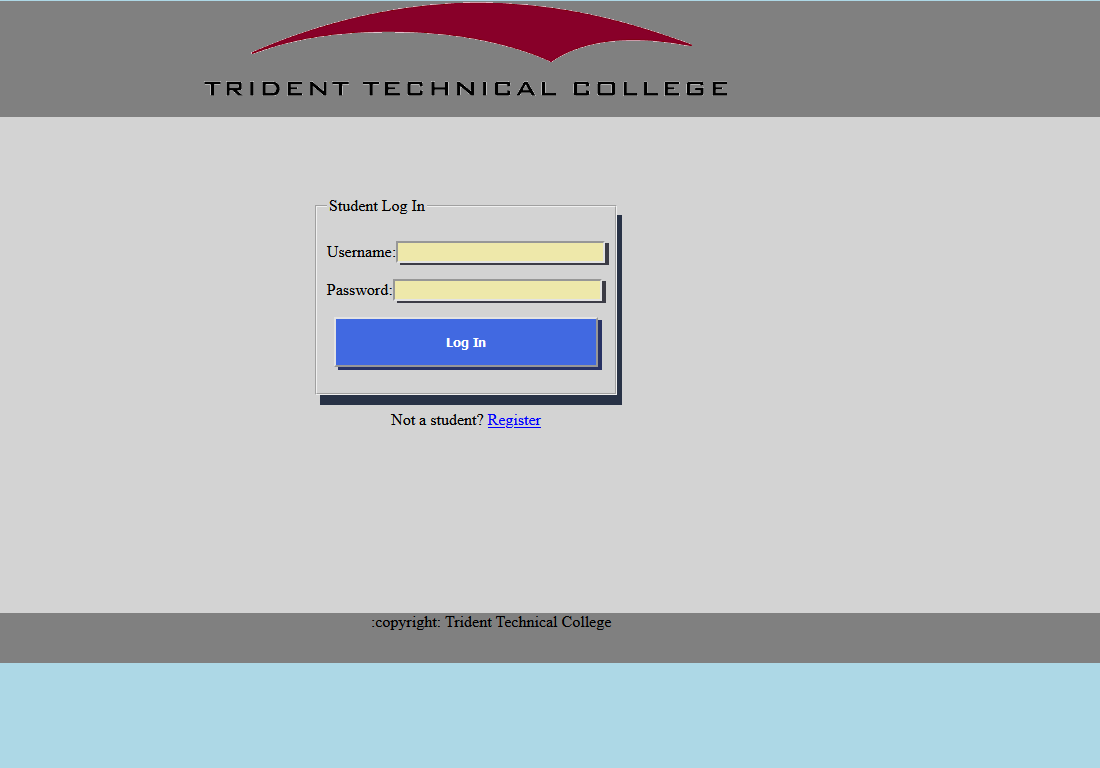 TRIDENT TECHNICAL COLLEGE
Student Log In
Username:
Password:
Log In
Not a student? Register
:copyright: Trident Technical College